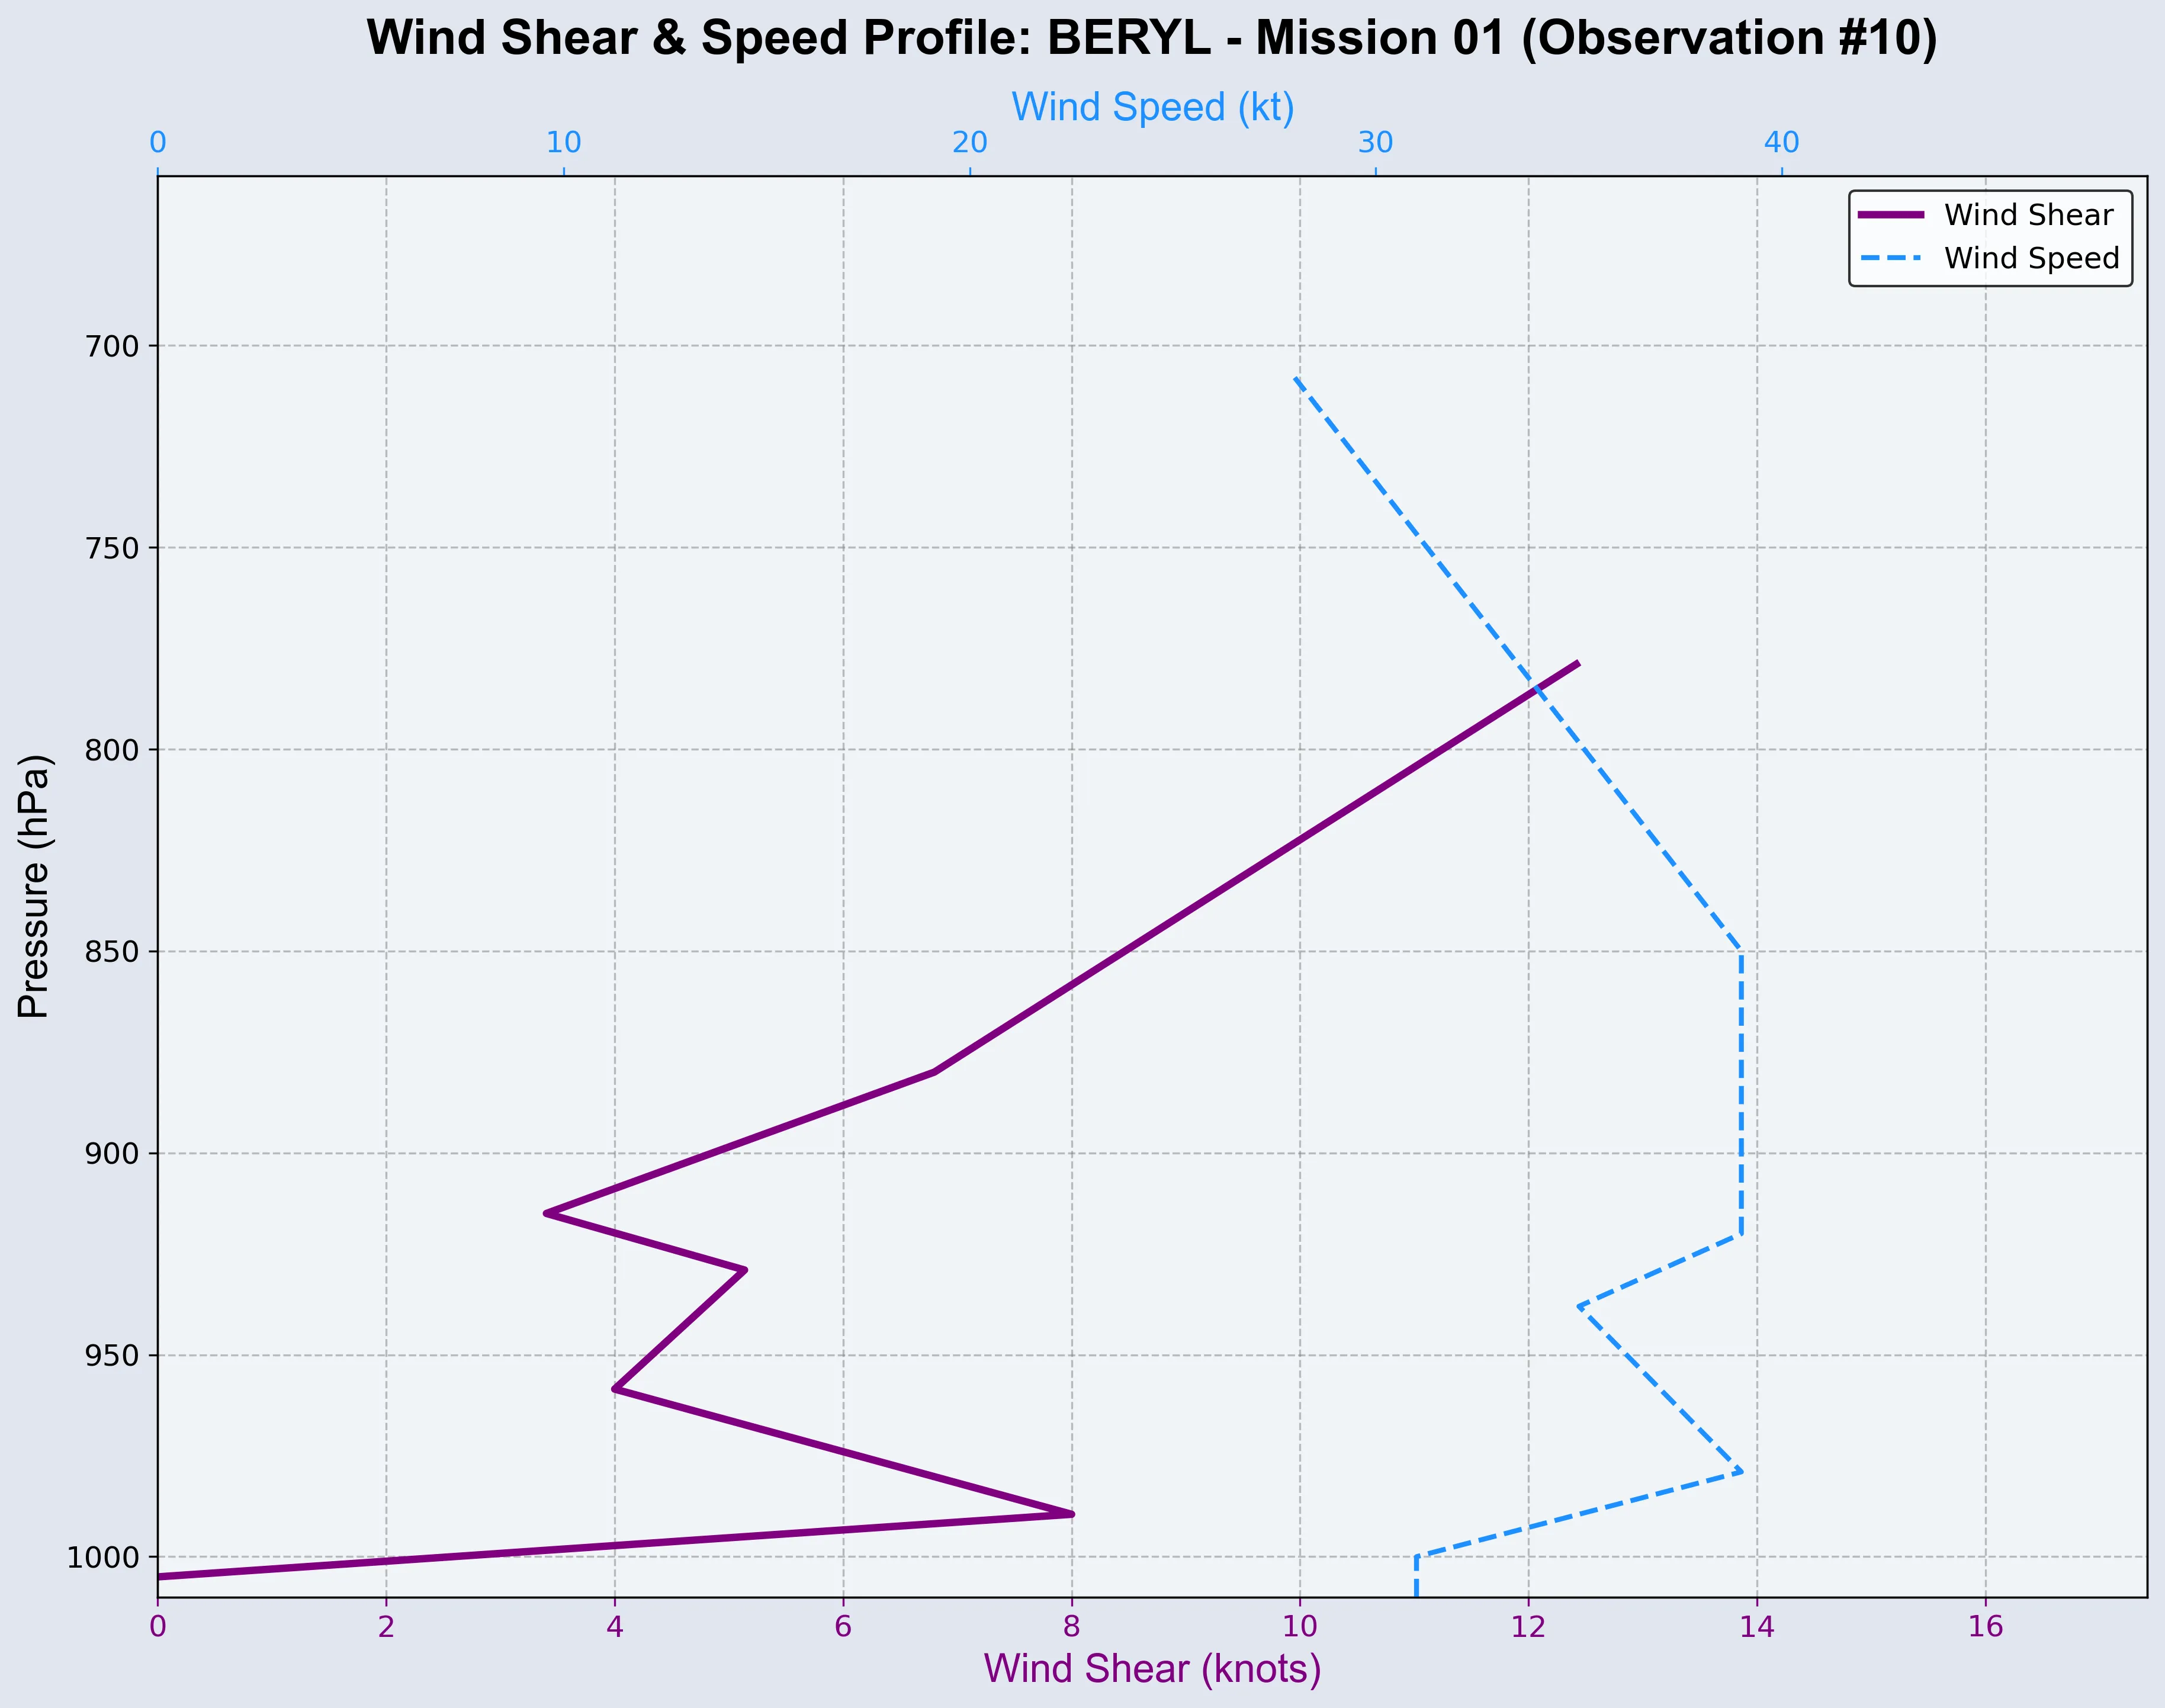 Wind Shear & Speed Profile: BERYL - Mission 01 (Observation #10)
Wind Speed (kt)
0 10 20 30 40
Wind Shear
Wind Speed
700
750
800
850
900
950
1000
Pressure (hPa)
0 2 4 6 8 10 12 14 16
Wind Shear (knots)